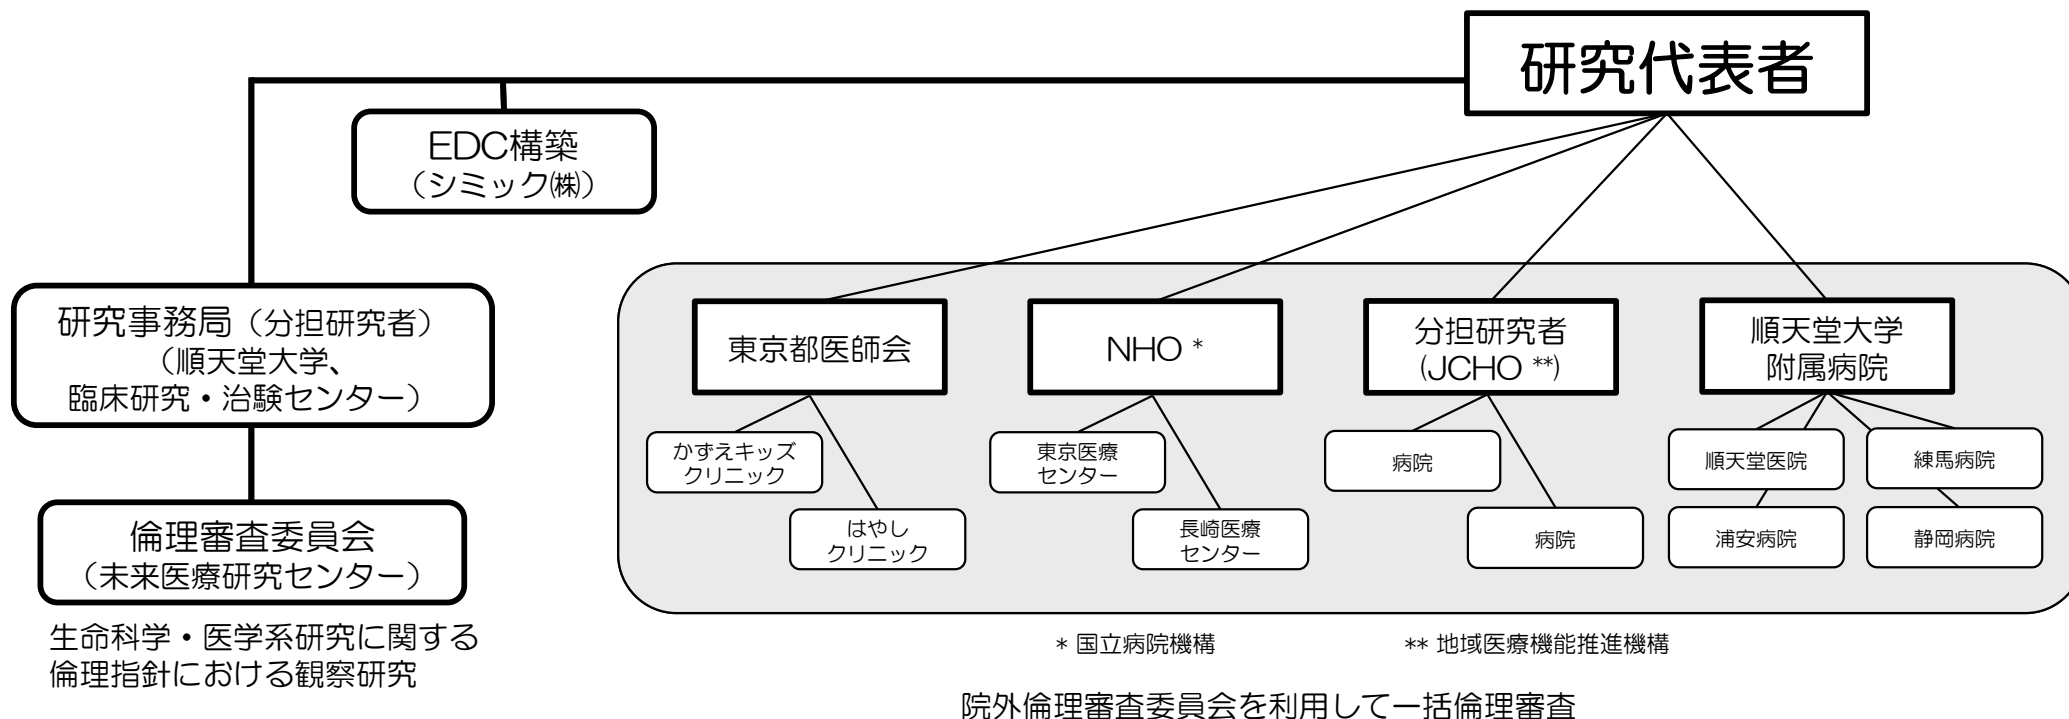 研究代表者
EDC構築
（シミック㈱）
研究事務局（分担研究者）
（順天堂大学、
臨床研究・治験センター）
倫理審査委員会
（未来医療研究センター）
生命科学・医学系研究に関する
倫理指針における観察研究
東京都医師会
NHO *
分担研究者
(JCHO **)
順天堂大学
附属病院
かずえキッズ
クリニック
はやし
クリニック
東京医療
センター
長崎医療
センター
病院
病院
順天堂医院
練馬病院
浦安病院
静岡病院
* 国立病院機構
** 地域医療機能推進機構
院外倫理審査委員会を利用して一括倫理審査